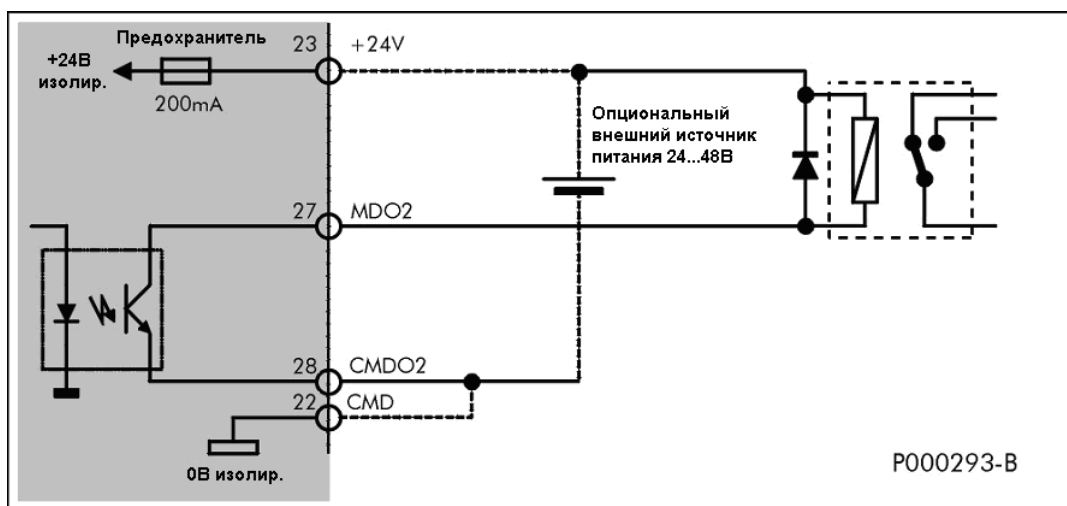 Предохранитель
23
+24V
+24В
изолир.
200mA
Опциональный
внешний источник
питания 24...48В
27
MDO2
28
CMDO2
22
CMD
0В изолир.
P000293-B